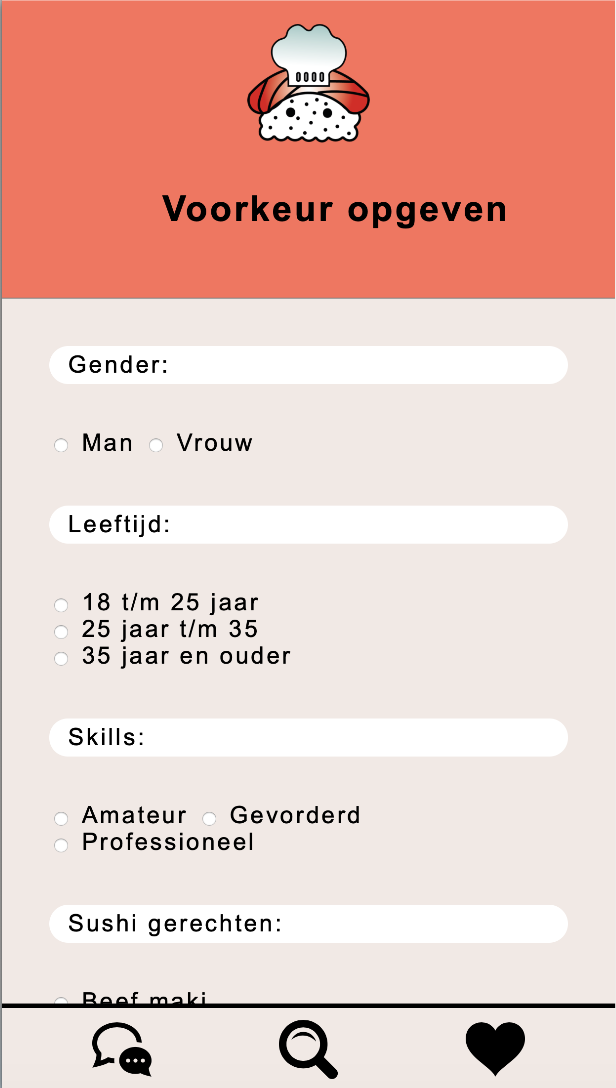 Voorkeur opgeven
Gender:
Man Vrouw
Leeftijd:
18 t/m 25 jaar
25 jaar t/m 35
35 jaar en ouder
Skills:
Amateur Gevorderd
Professioneel
Sushi gerechten:
Beef maki